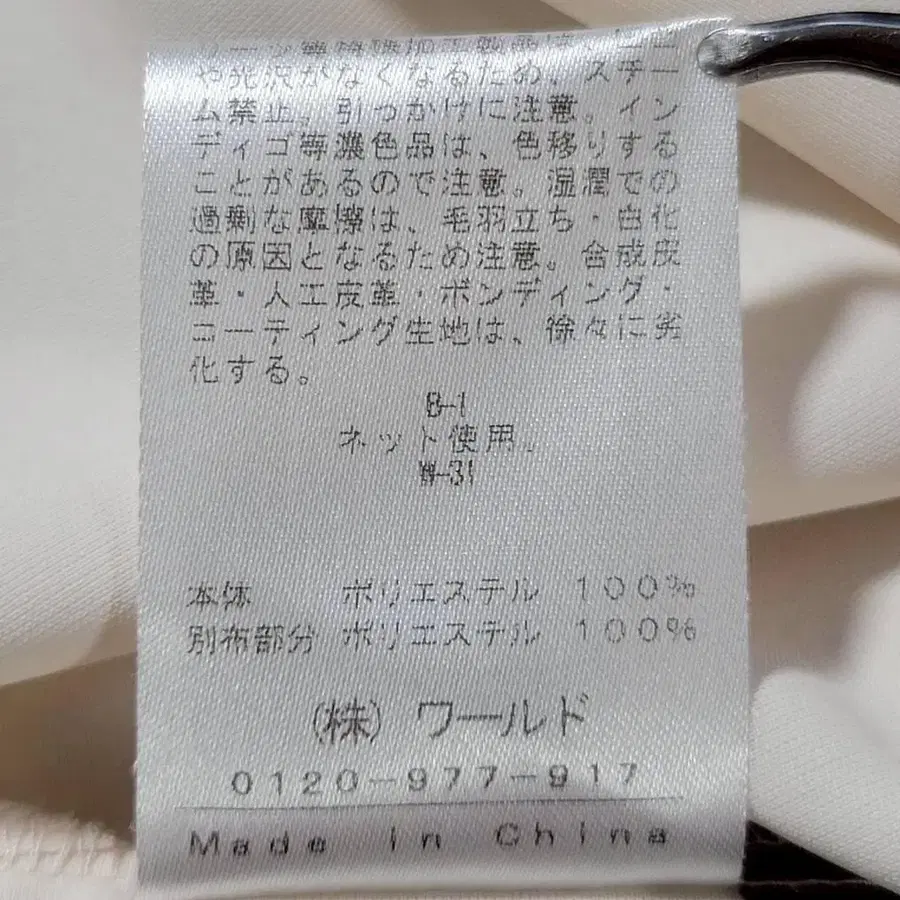 や光沢がなくなるため、スチー
ム禁止。引っかけに注意。イン
ディゴ等濃色品は、色移りする
ことがあるので注意。湿潤での
過剰な摩擦は、毛羽立ち・白化
の原因となるため注意。合成皮
革・人工皮革・ボンディング・
コーティング生地は、徐々に劣
化する。
B-1
ネット使用。
W-31
本体 ポリエステル 100%
別布部分 ポリエステル 100%
(株) ワールド
0120-977-917
Made in China